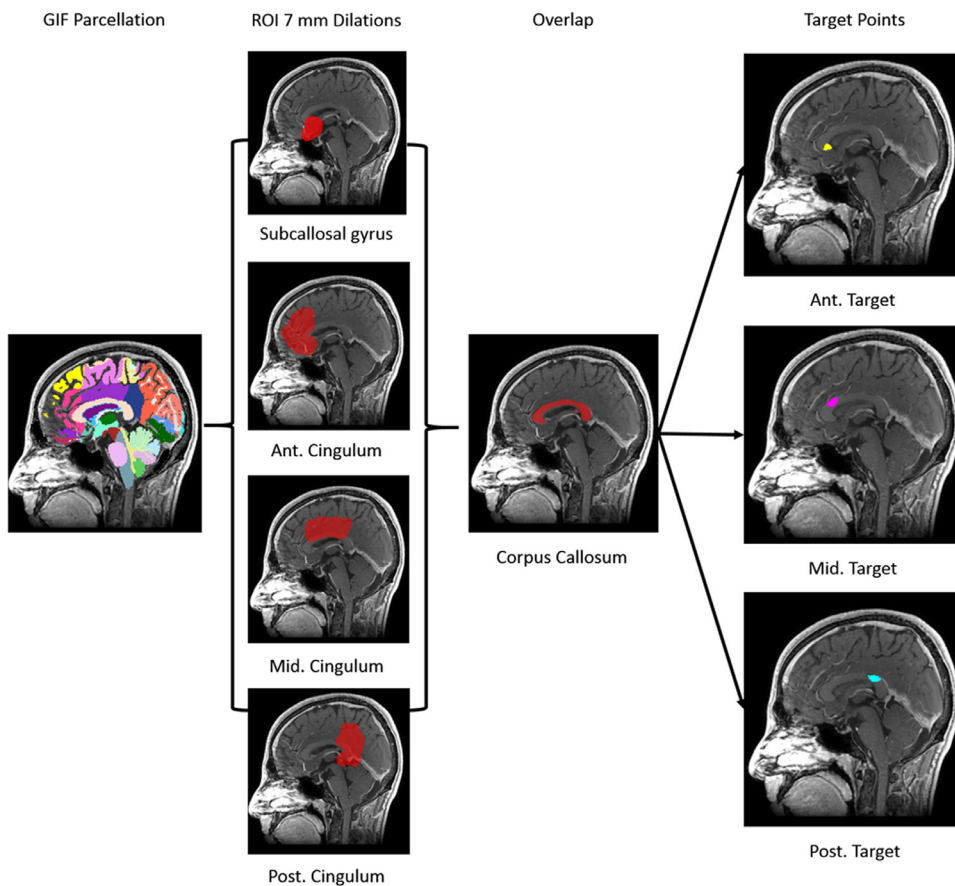 GIF Parcellation
ROI 7 mm Dilations
Overlap
Target Points
Subcallosal gyrus
Ant. Cingulum
Mid. Cingulum
Post. Cingulum
Corpus Callosum
Ant. Target
Mid. Target
Post. Target